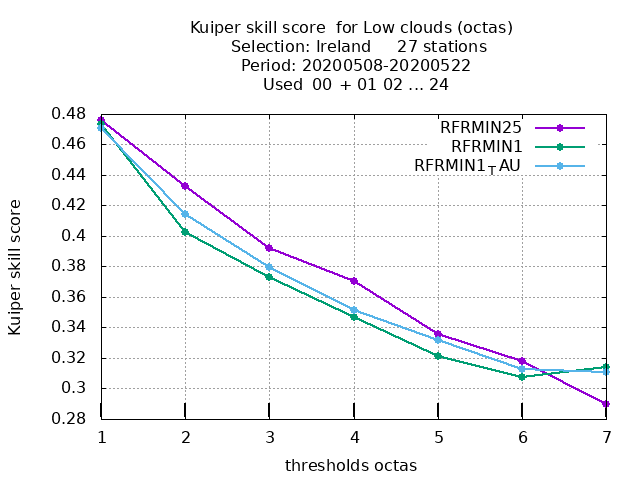 Kuiper skill score  for Low clouds (octas)
Selection: Ireland     27 stations
Period: 20200508-20200522
Used  00 + 01 02 ... 24
RFRMIN25
RFRMIN1
RFRMIN1TAU
Kuiper skill score
0.48
0.46
0.44
0.42
0.4
0.38
0.36
0.34
0.32
0.3
0.28
1 2 3 4 5 6 7
thresholds octas